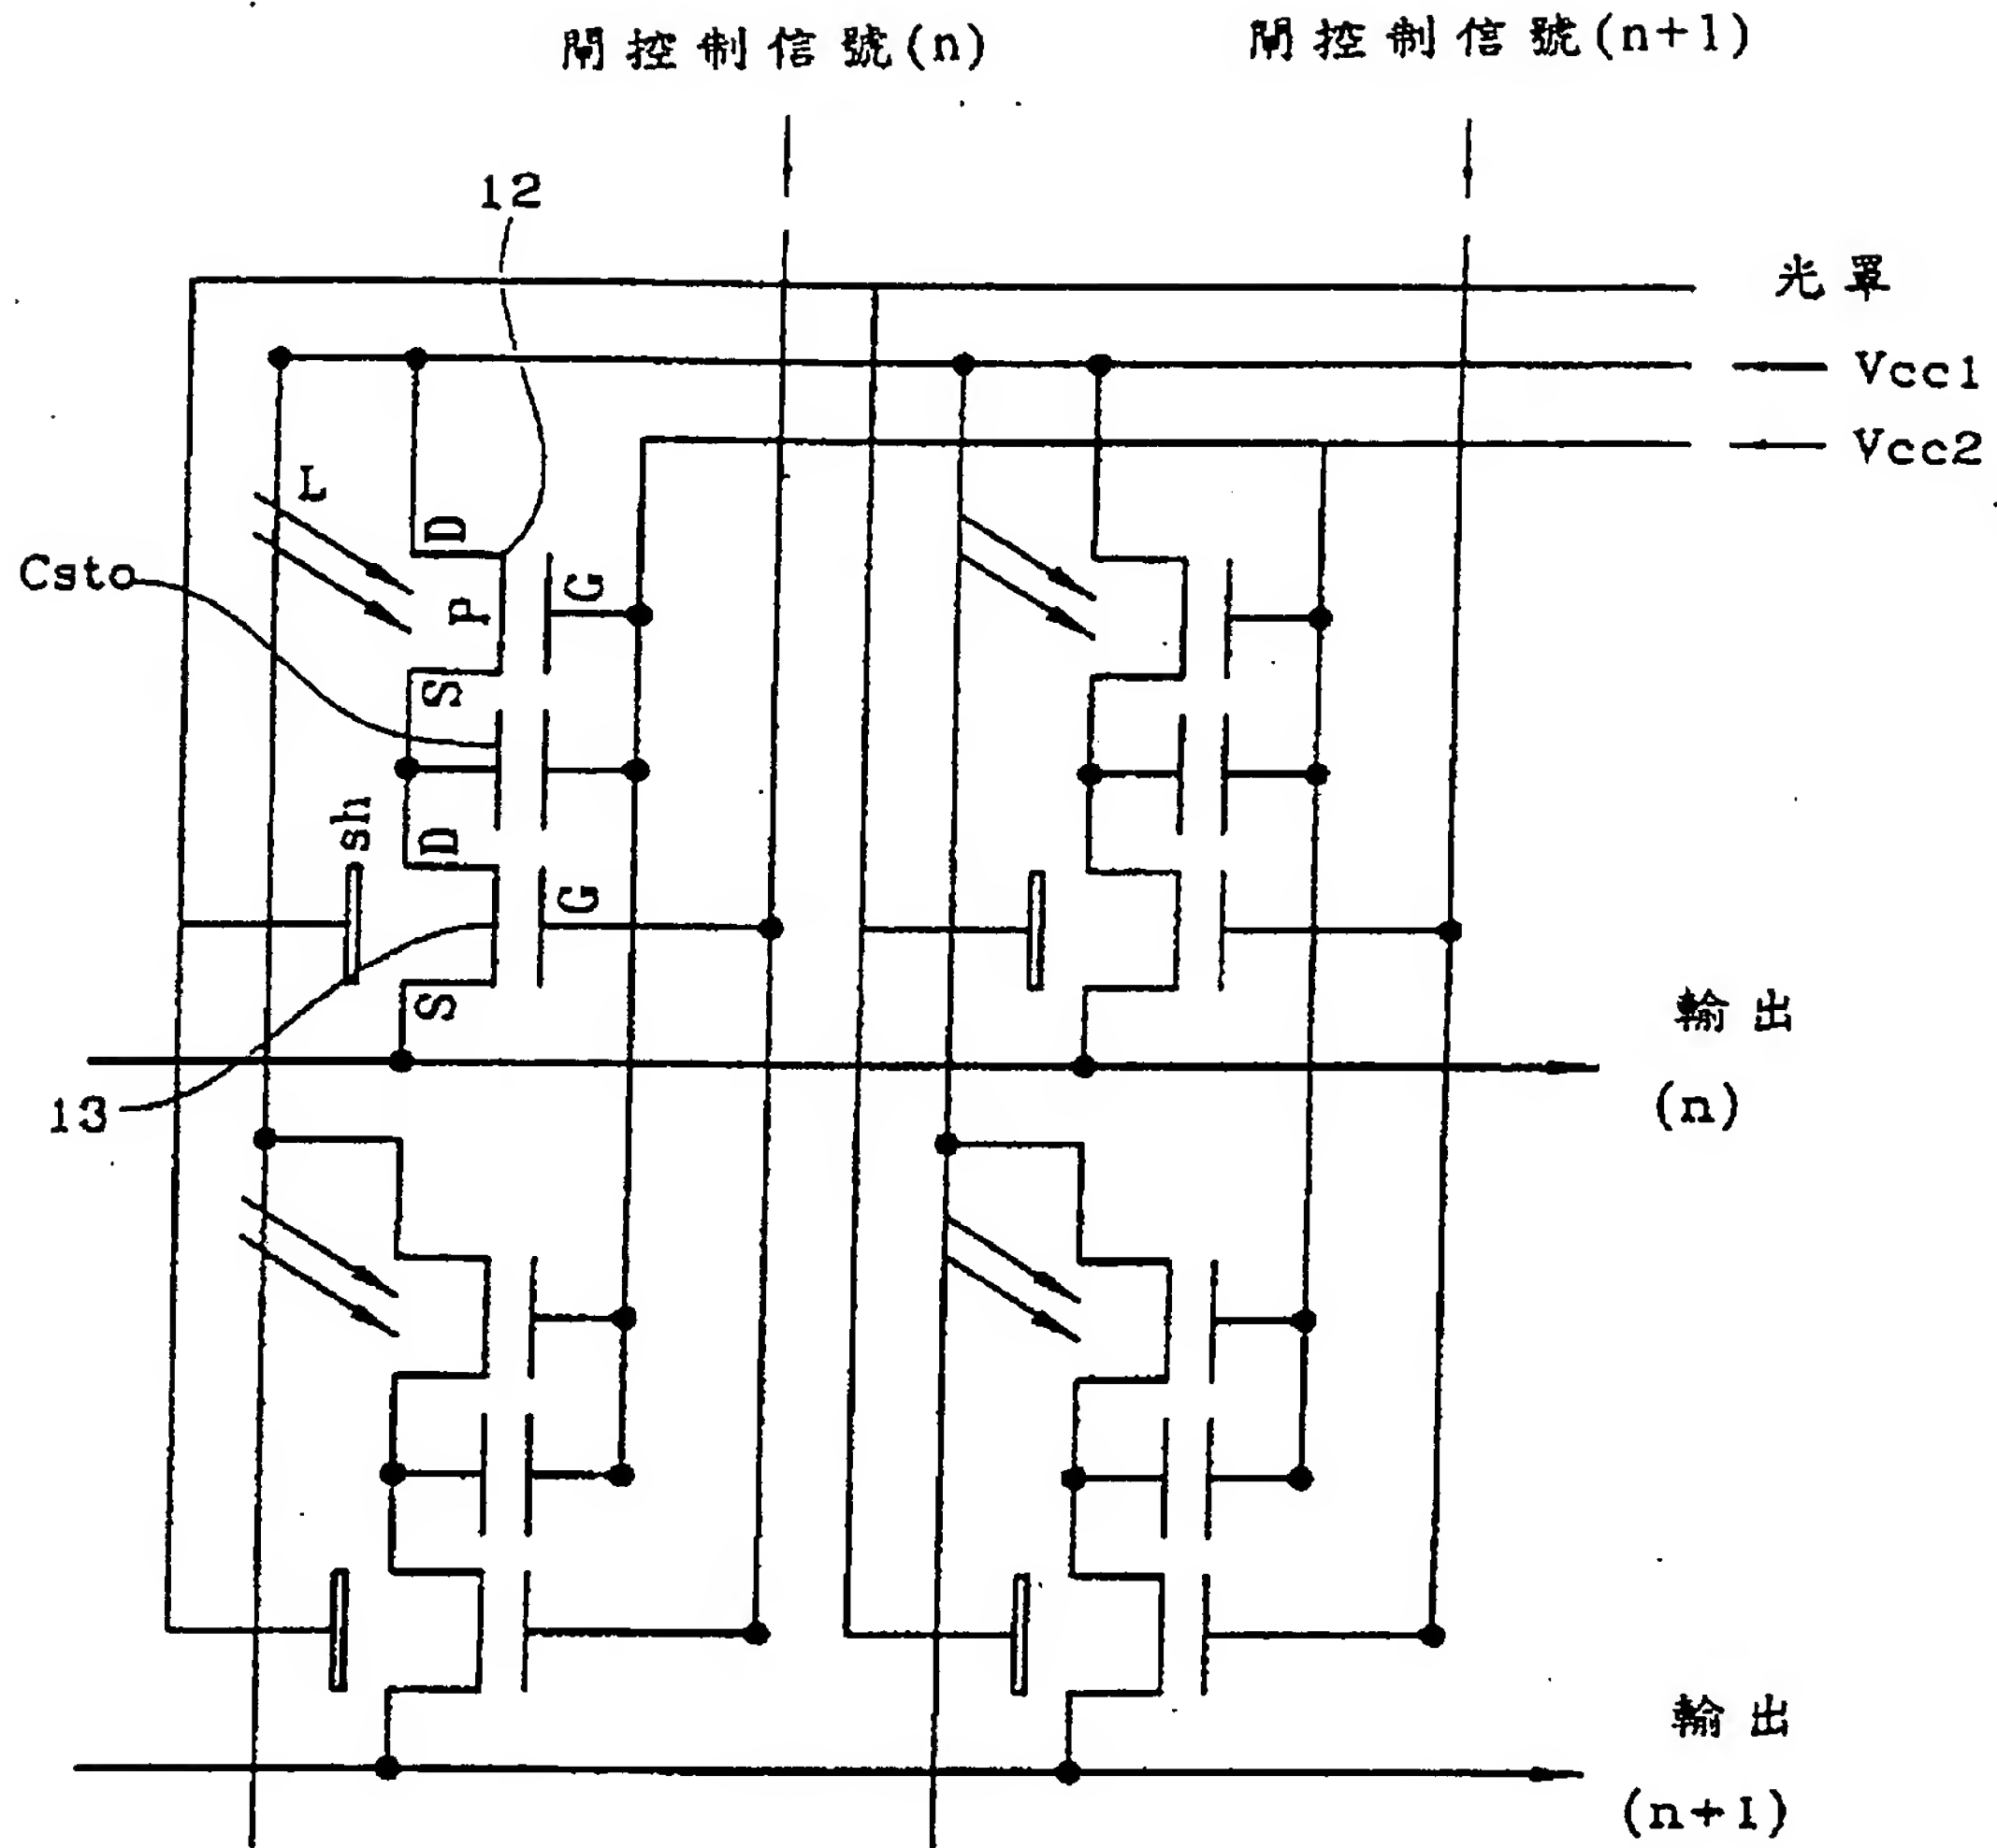 閘控制信號(n)
閘控制信號(n+1)
12
光罩
Vcc1
Vcc2
L
D
Csto
P
G
S
sh
D
G
S
輸出
(n)
13
輸出
(n+1)